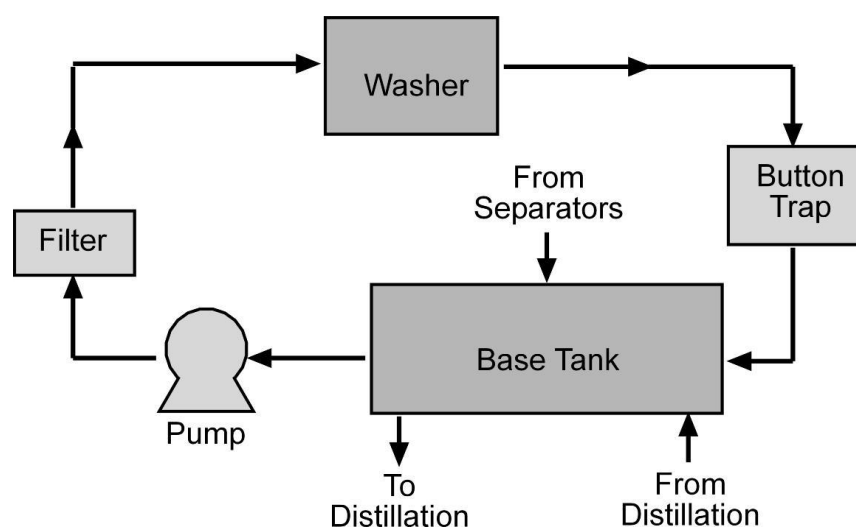 Washer
Button
Trap
From
Separators
Filter
Base Tank
Pump
To
Distillation
From
Distillation